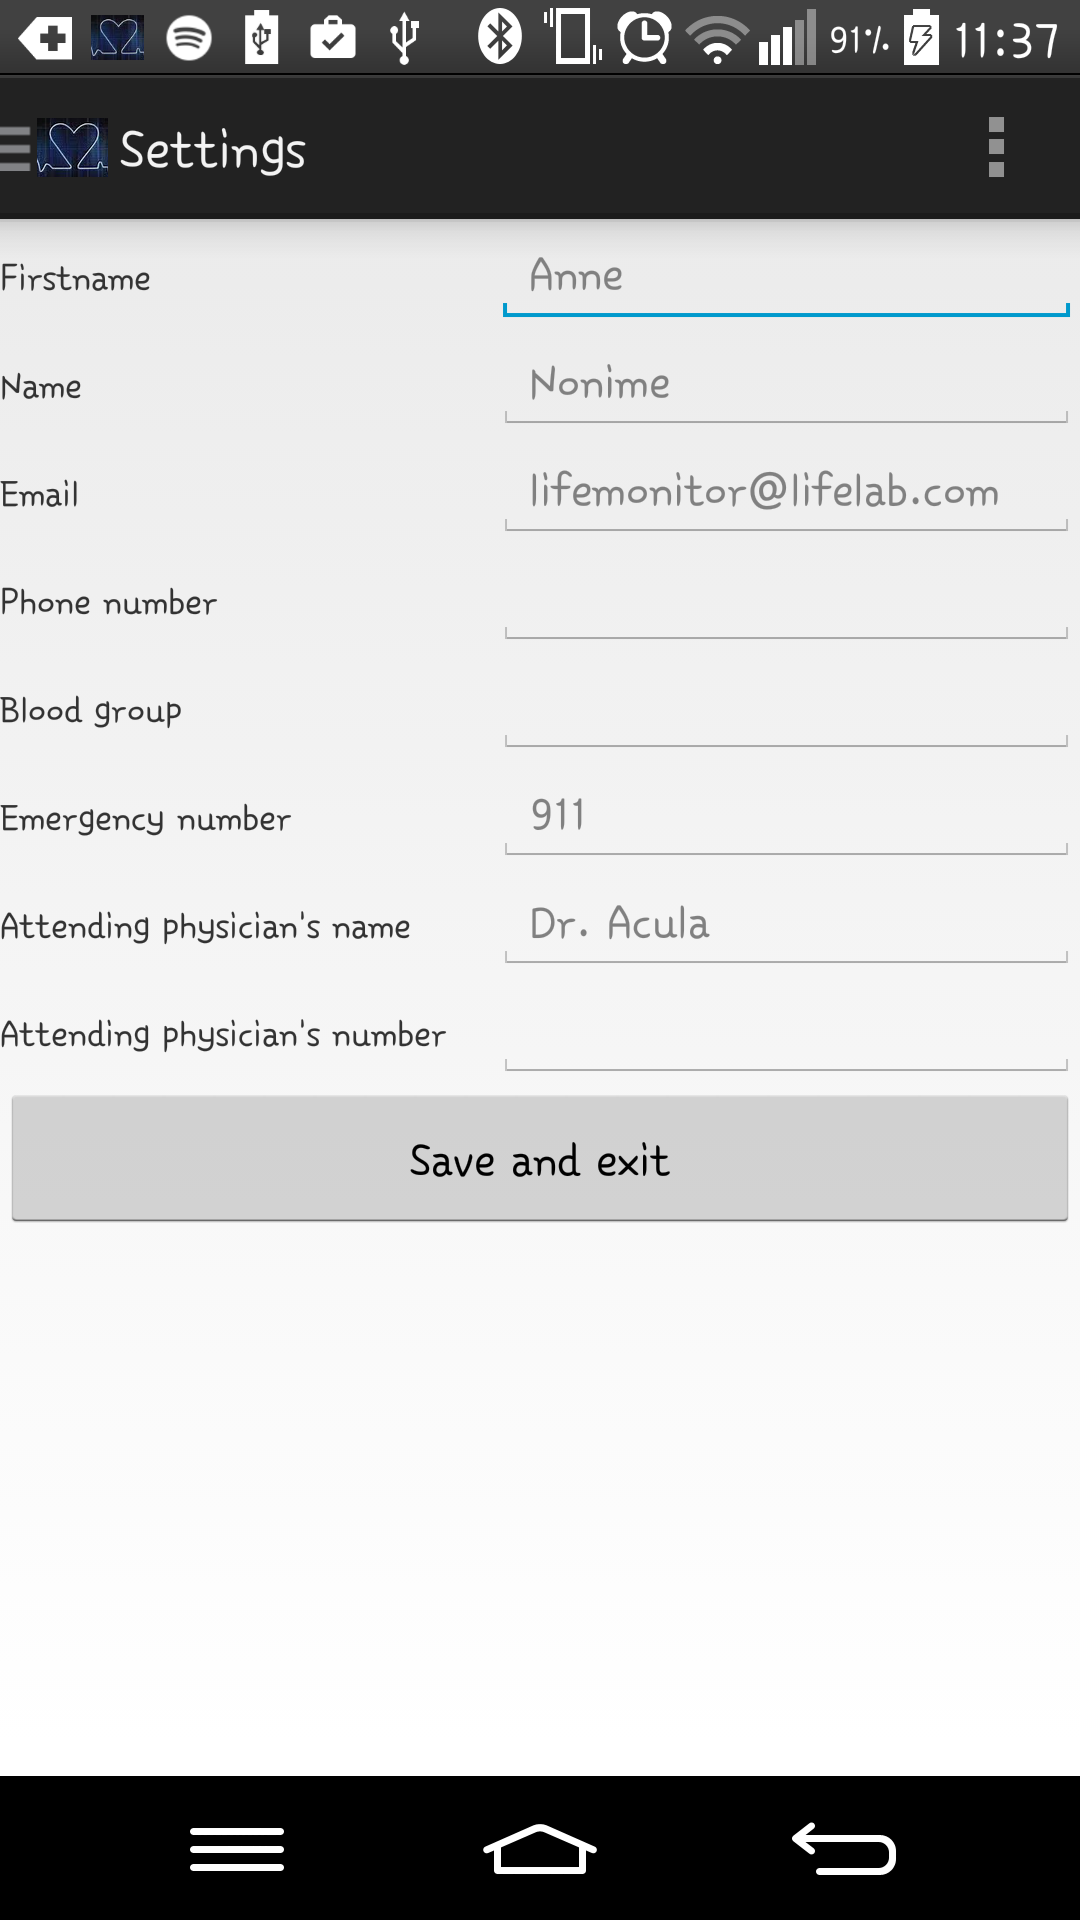 91% 11:37
Settings
Firstname Anne
Name Nonime
Email lifemonitor@lifelab.com
Phone number
Blood group
Emergency number 911
Attending physician's name Dr. Acula
Attending physician's number
Save and exit